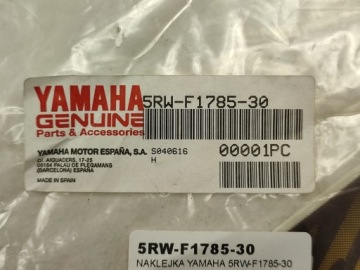 YAMAHA
GENUINE
Parts & Accessories
5RW-F1785-30
YAMAHA MOTOR ESPAÑA, S.A.
C/. AIGUADERS, 17-25
08184 PALAU DE PLEGAMANS
(BARCELONA) ESPAÑA
MADE IN SPAIN
S040616
H
00001PC
5RW-F1785-30
NAKLEJKA YAMAHA 5RW-F1785-30